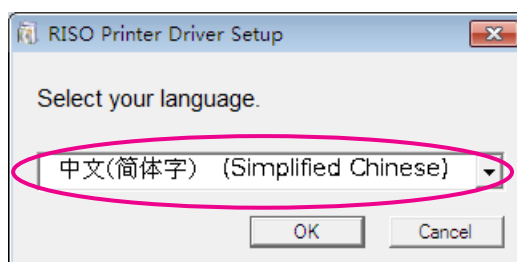 RISO Printer Driver Setup
Select your language.
中文(简体字) (Simplified Chinese)
OK Cancel